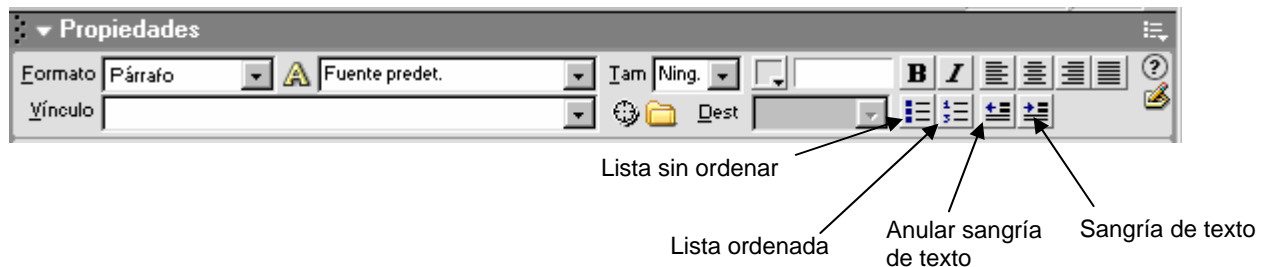 Propiedades
Formato Párrafo A Fuente predet. Tam Ning. B I ?
Vínculo Dest
Lista sin ordenar
Lista ordenada
Anular sangría
de texto
Sangría de texto